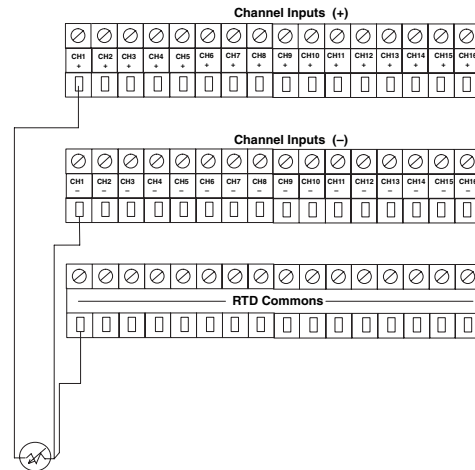 Channel Inputs (+)
CH1 CH2 CH3 CH4 CH5 CH6 CH7 CH8 CH9 CH10 CH11 CH12 CH13 CH14 CH15 CH16
+ + + + + + + + + + + + + + + +
Channel Inputs (–)
CH1 CH2 CH3 CH4 CH5 CH6 CH7 CH8 CH9 CH10 CH11 CH12 CH13 CH14 CH15 CH16
– – – – – – – – – – – – – – – –
RTD Commons